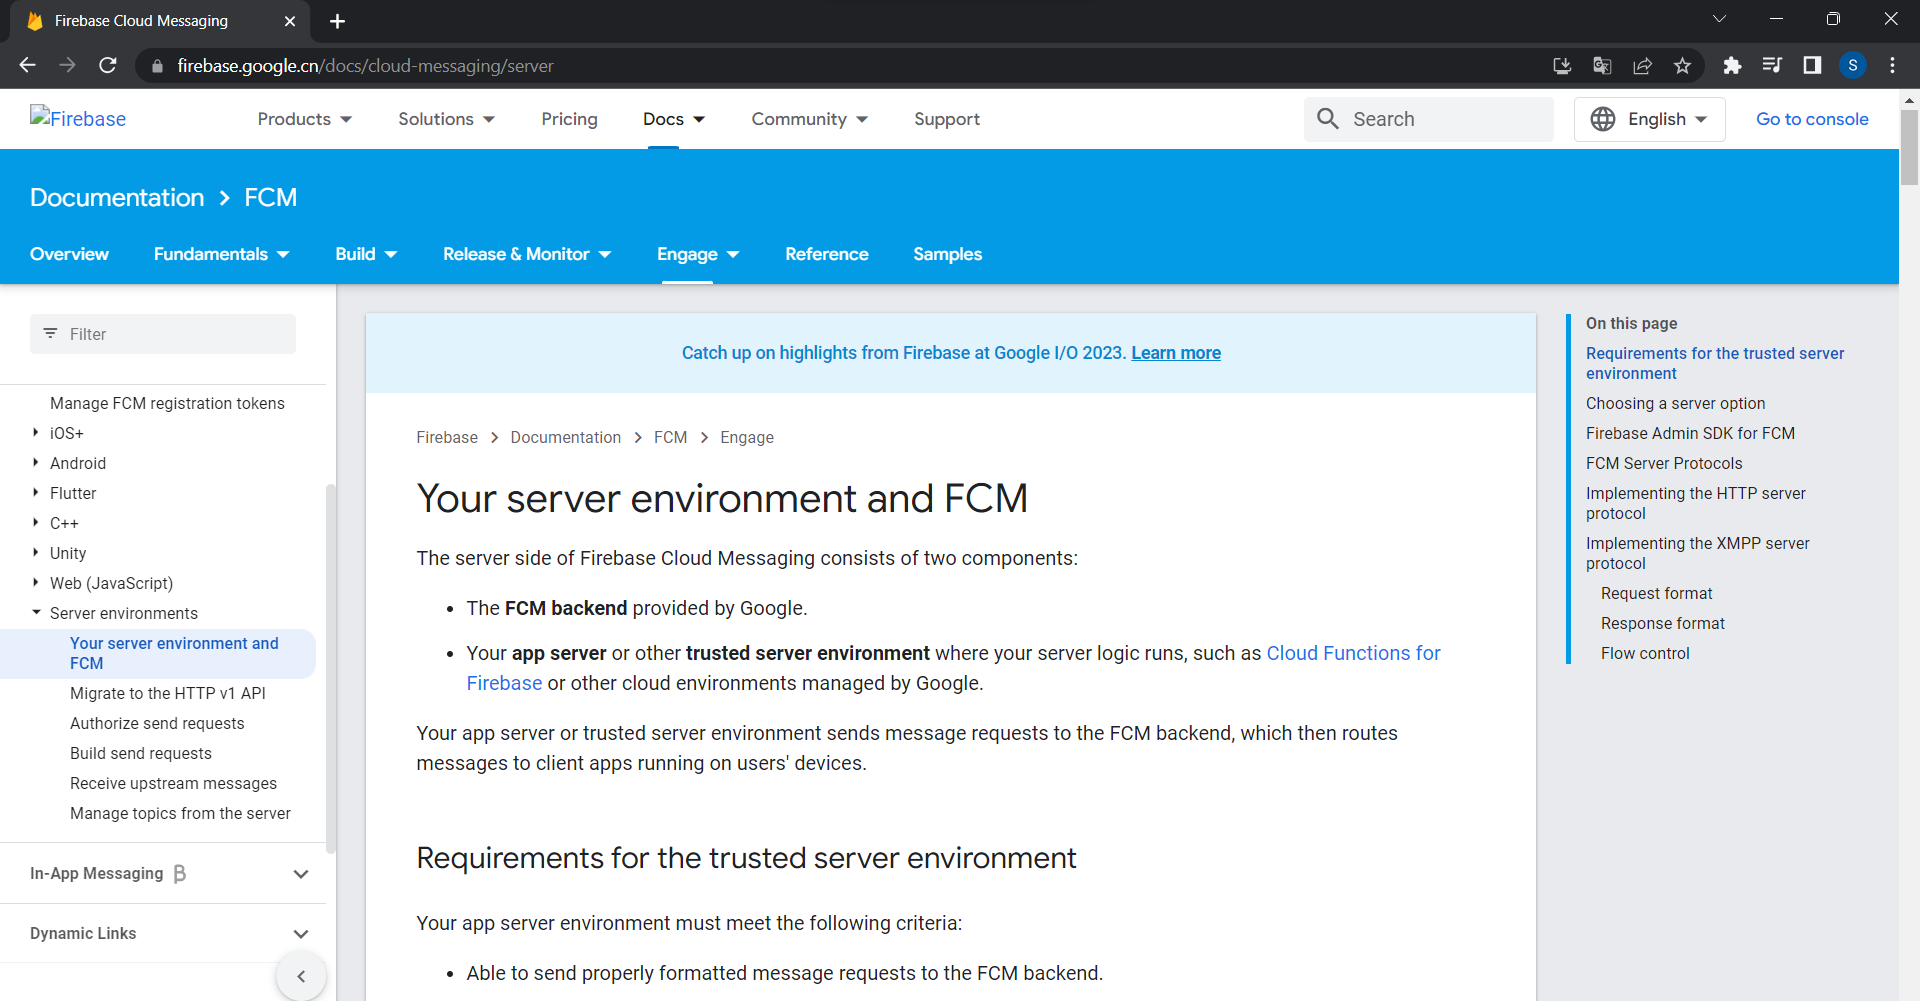 Firebase Cloud Messaging
firebase.google.cn/docs/cloud-messaging/server
S
Firebase
Products
Solutions
Pricing
Docs
Community
Support
Search
English
Go to console
Documentation > FCM
Overview
Fundamentals
Build
Release & Monitor
Engage
Reference
Samples
Filter
Manage FCM registration tokens
iOS+
Android
Flutter
C++
Unity
Web (JavaScript)
Server environments
Your server environment and
FCM
Migrate to the HTTP v1 API
Authorize send requests
Build send requests
Receive upstream messages
Manage topics from the server
In-App Messaging β
Dynamic Links
Catch up on highlights from Firebase at Google I/O 2023. Learn more
Firebase > Documentation > FCM > Engage
Your server environment and FCM
The server side of Firebase Cloud Messaging consists of two components:
• The FCM backend provided by Google.
• Your app server or other trusted server environment where your server logic runs, such as Cloud Functions for
Firebase or other cloud environments managed by Google.
Your app server or trusted server environment sends message requests to the FCM backend, which then routes
messages to client apps running on users' devices.
Requirements for the trusted server environment
Your app server environment must meet the following criteria:
• Able to send properly formatted message requests to the FCM backend.
On this page
Requirements for the trusted server
environment
Choosing a server option
Firebase Admin SDK for FCM
FCM Server Protocols
Implementing the HTTP server
protocol
Implementing the XMPP server
protocol
Request format
Response format
Flow control